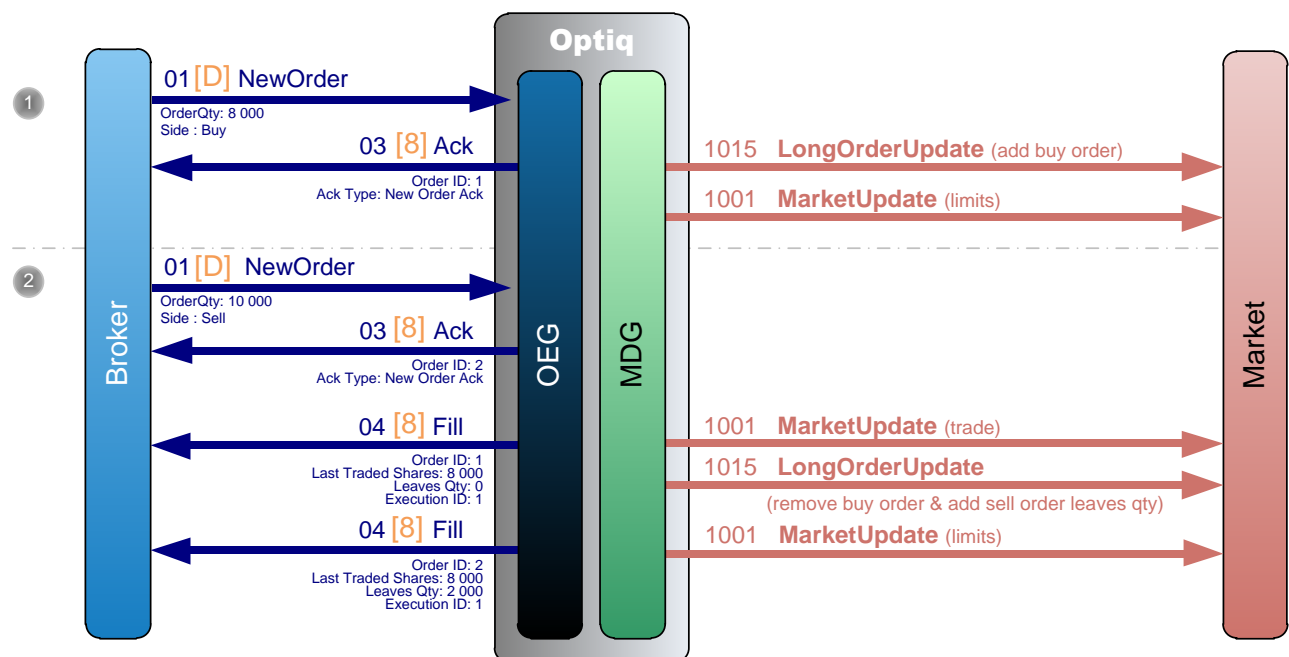 Optiq
1
01 [D] NewOrder
OrderQty: 8 000
Side : Buy
03 [8] Ack
Order ID: 1
Ack Type: New Order Ack
1015 LongOrderUpdate (add buy order)
1001 MarketUpdate (limits)
2
01 [D] NewOrder
OrderQty: 10 000
Side : Sell
03 [8] Ack
Order ID: 2
Ack Type: New Order Ack
Broker
OEG
MDG
Market
04 [8] Fill
Order ID: 1
Last Traded Shares: 8 000
Leaves Qty: 0
Execution ID: 1
1001 MarketUpdate (trade)
1015 LongOrderUpdate
(remove buy order & add sell order leaves qty)
04 [8] Fill
Order ID: 2
Last Traded Shares: 8 000
Leaves Qty: 2 000
Execution ID: 1
1001 MarketUpdate (limits)